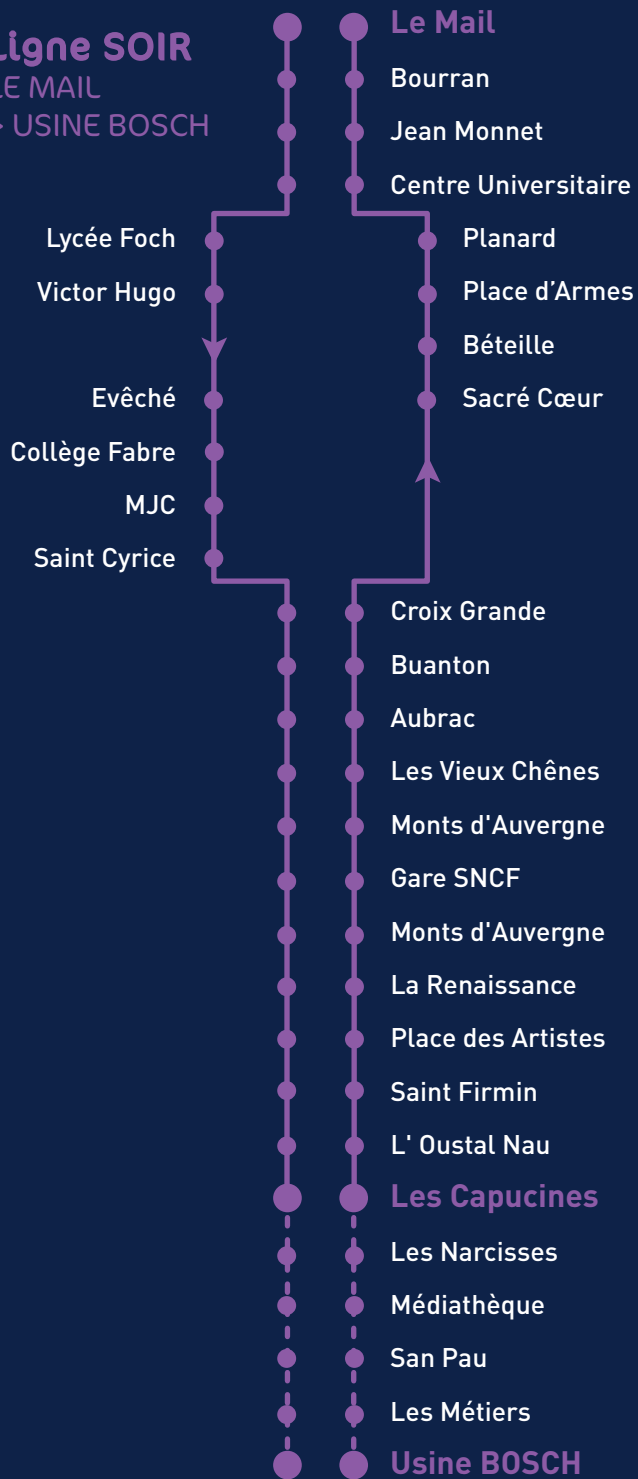 Ligne SOIR
LE MAIL
> USINE BOSCH
Le Mail
Bourran
Jean Monnet
Centre Universitaire
Lycée Foch
Victor Hugo
Evêché
Collège Fabre
MJC
Saint Cyrice
Planard
Place d’Armes
Béteille
Sacré Cœur
Croix Grande
Buanton
Aubrac
Les Vieux Chênes
Monts d'Auvergne
Gare SNCF
Monts d'Auvergne
La Renaissance
Place des Artistes
Saint Firmin
L' Oustal Nau
Les Capucines
Les Narcisses
Médiathèque
San Pau
Les Métiers
Usine BOSCH